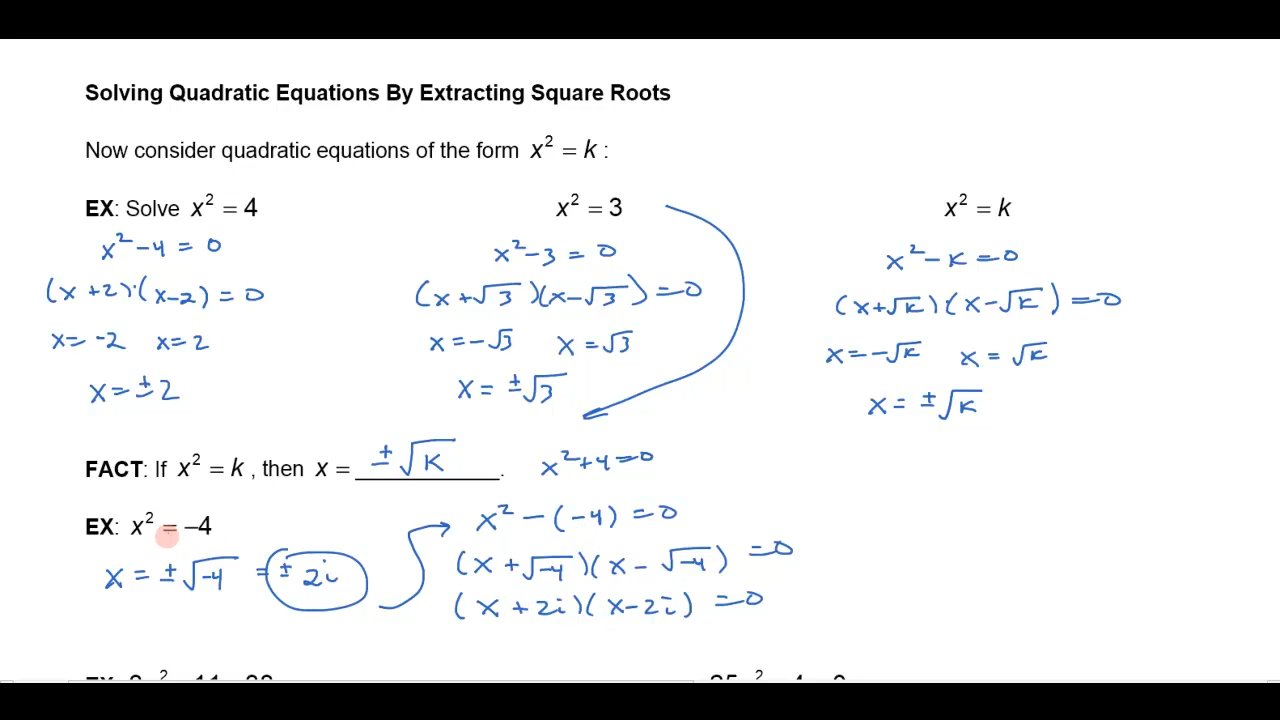 Solving Quadratic Equations By Extracting Square Roots
Now consider quadratic equations of the form x² = k :
EX: Solve x² = 4
x² - 4 = 0
(x + 2)·(x - 2) = 0
x = -2 x = 2
x = ± 2
x² = 3
x² - 3 = 0
(x + √3)(x - √3) = 0
x = -√3 x = √3
x = ±√3
x² = k
x² - k = 0
(x + √k)(x - √k) = 0
x = -√k x = √k
x = ±√k
FACT: If x² = k , then x = ±√k .
x² + 4 = 0
EX: x² = –4
x = ±√-4 = ± 2i
x² - (-4) = 0
(x + √-4)(x - √-4) = 0
(x + 2i)(x - 2i) = 0